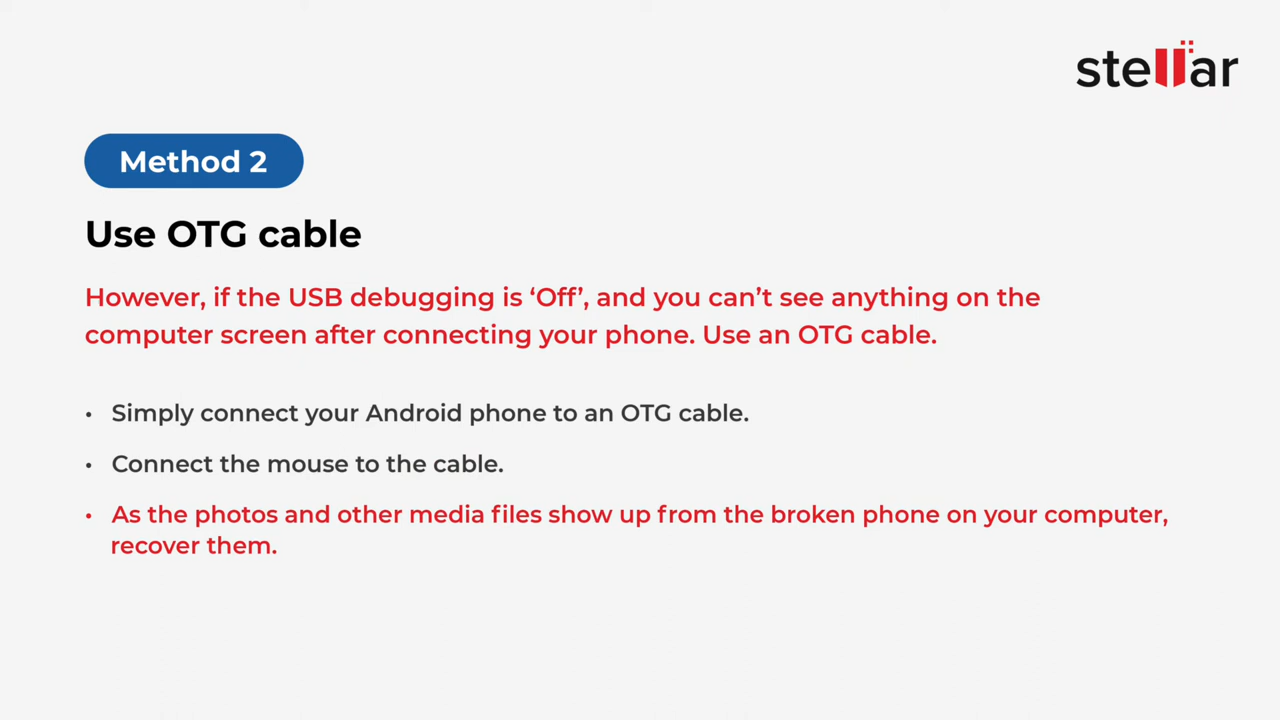 stellar
Method 2
Use OTG cable
However, if the USB debugging is ‘Off’, and you can’t see anything on the
computer screen after connecting your phone. Use an OTG cable.
• Simply connect your Android phone to an OTG cable.
• Connect the mouse to the cable.
• As the photos and other media files show up from the broken phone on your computer,
recover them.